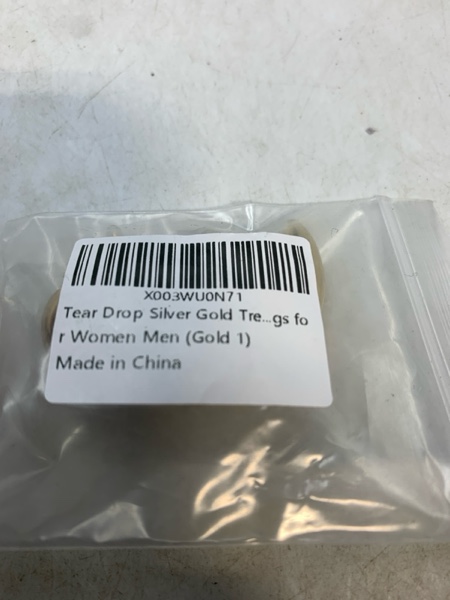 X003WU0N71
Tear Drop Silver Gold Tre...gs fo
r Women Men (Gold 1)
Made in China